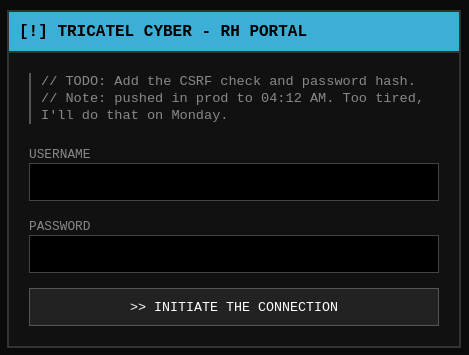 [!] TRICATEL CYBER - RH PORTAL
// TODO: Add the CSRF check and password hash.
// Note: pushed in prod to 04:12 AM. Too tired,
I'll do that on Monday.
USERNAME
PASSWORD
>> INITIATE THE CONNECTION